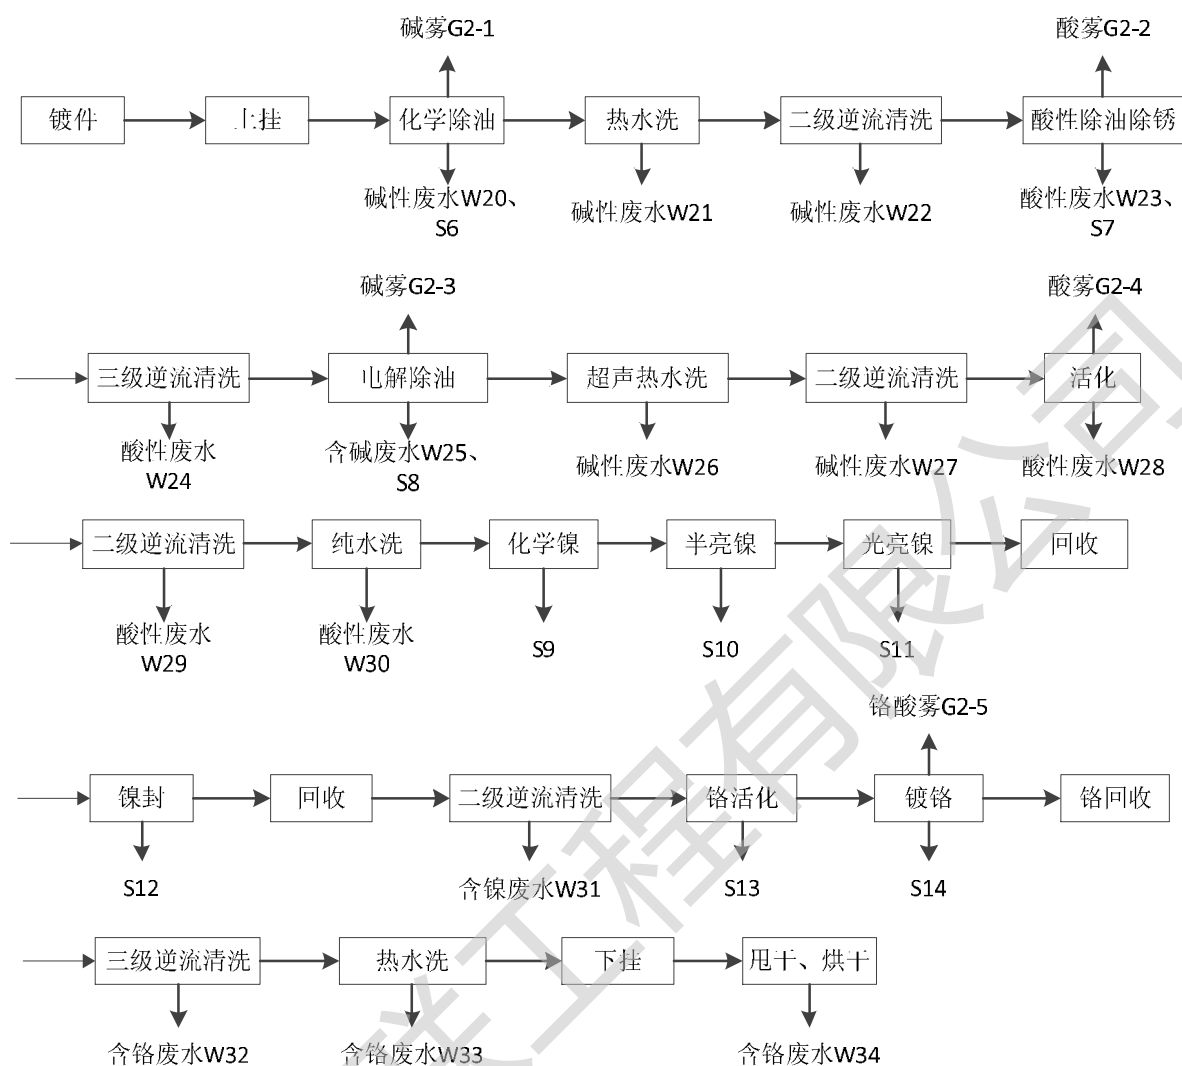 碱雾G2-1
酸雾G2-2
镀件
上挂
化学除油
热水洗
二级逆流清洗
酸性除油除锈
碱性废水W20、
S6
碱性废水W21
碱性废水W22
酸性废水W23、
S7
碱雾G2-3
酸雾G2-4
三级逆流清洗
电解除油
超声热水洗
二级逆流清洗
活化
酸性废水
W24
含碱废水W25、
S8
碱性废水W26
碱性废水W27
酸性废水W28
二级逆流清洗
纯水洗
化学镍
半亮镍
光亮镍
回收
酸性废水
W29
酸性废水
W30
S9
S10
S11
铬酸雾G2-5
镍封
回收
二级逆流清洗
铬活化
镀铬
铬回收
S12
含镍废水W31
S13
S14
三级逆流清洗
热水洗
下挂
甩干、烘干
含铬废水W32
含铬废水W33
含铬废水W34
联工程有限公司